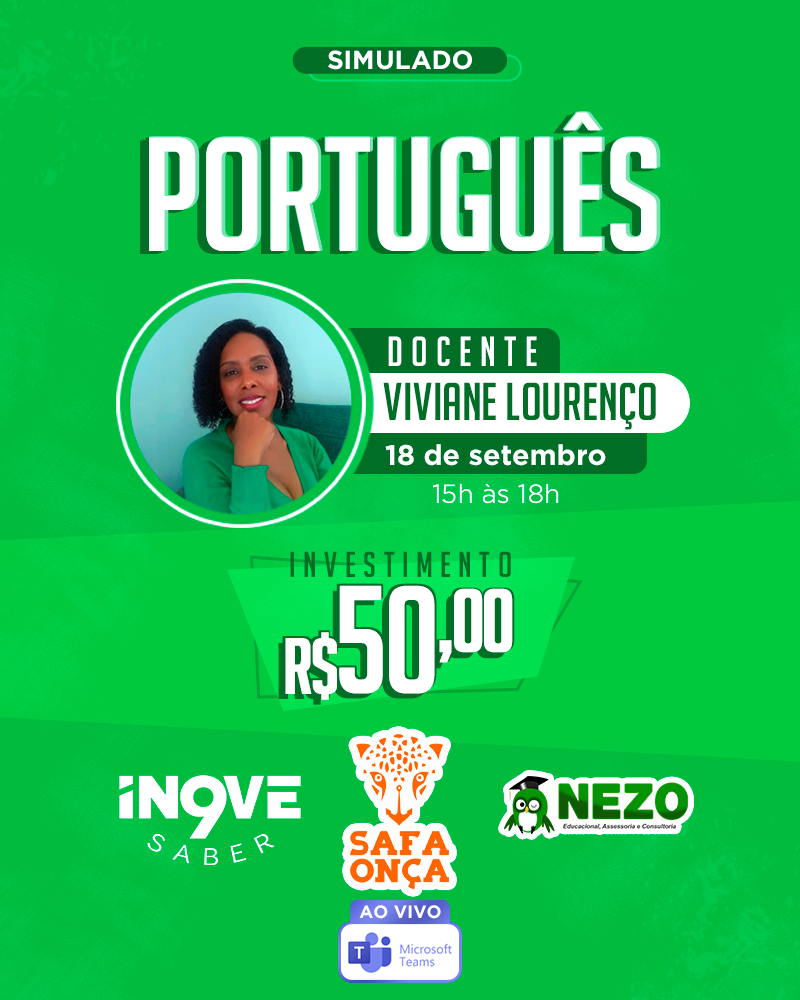 SIMULADO
PORTUGUÊS
DOCENTE
VIVIANE LOURENÇO
18 de setembro
15h às 18h
INVESTIMENTO
R$50,00
IN9VE
SABER
SAFA
ONÇA
NEZO
Educacional, Assessoria e Consultoria
AO VIVO
T
Microsoft
Teams